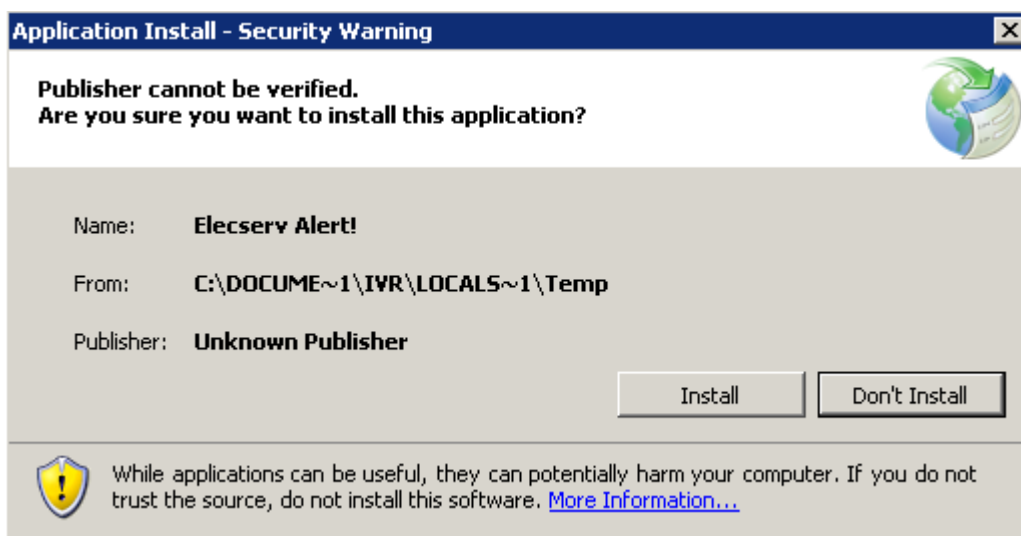 Application Install - Security Warning
Publisher cannot be verified.
Are you sure you want to install this application?
Name: Elecserv Alert!
From: C:\DOCUME~1\IVR\LOCALS~1\Temp
Publisher: Unknown Publisher
Install Don't Install
While applications can be useful, they can potentially harm your computer. If you do not
trust the source, do not install this software. More Information...